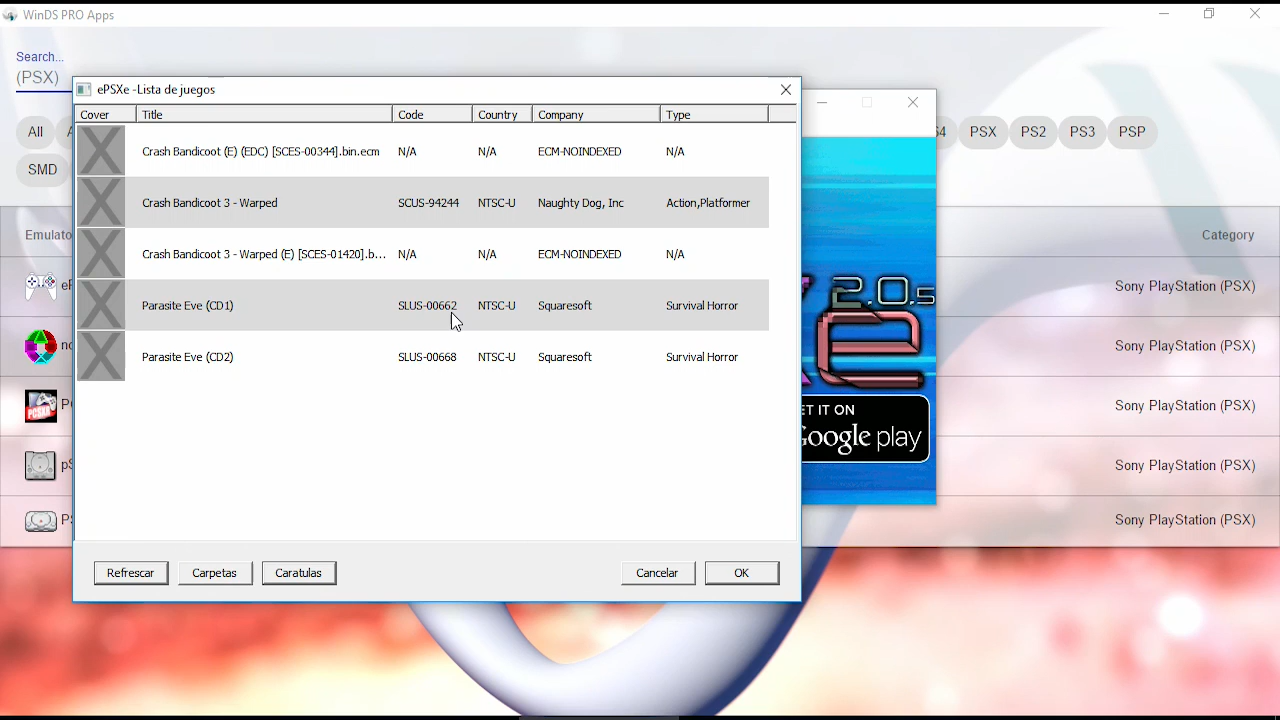 WinDS PRO Apps
Search...
(PSX)
All
PSX
PS2
PS3
PSP
SMD
Category
Sony PlayStation (PSX)
Sony PlayStation (PSX)
Sony PlayStation (PSX)
Sony PlayStation (PSX)
Sony PlayStation (PSX)
ePSXe -Lista de juegos
Cover Title Code Country Company Type
Crash Bandicoot (E) (EDC) [SCES-00344].bin.ecm N/A N/A ECM-NOINDEXED N/A
Crash Bandicoot 3 - Warped SCUS-94244 NTSC-U Naughty Dog, Inc Action,Platformer
Crash Bandicoot 3 - Warped (E) [SCES-01420].b... N/A N/A ECM-NOINDEXED N/A
Parasite Eve (CD1) SLUS-00662 NTSC-U Squaresoft Survival Horror
Parasite Eve (CD2) SLUS-00668 NTSC-U Squaresoft Survival Horror
Refrescar Carpetas Caratulas Cancelar OK
2.0.5
ET IT ON
Google play
PCSXR